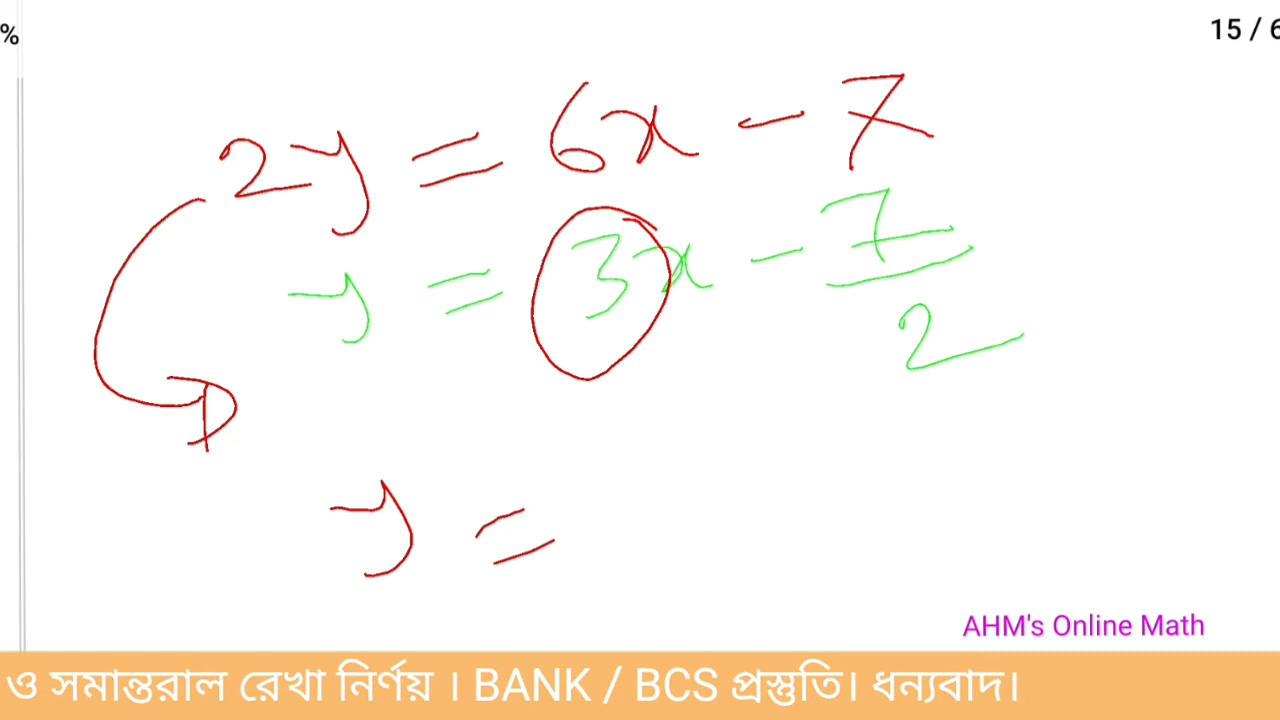 %
15 / 6
2y = 6x - 7
y = 3x - 7/2
y =
AHM's Online Math
ও সমান্তরাল রেখা নির্ণয় । BANK / BCS প্রস্তুতি। ধন্যবাদ।